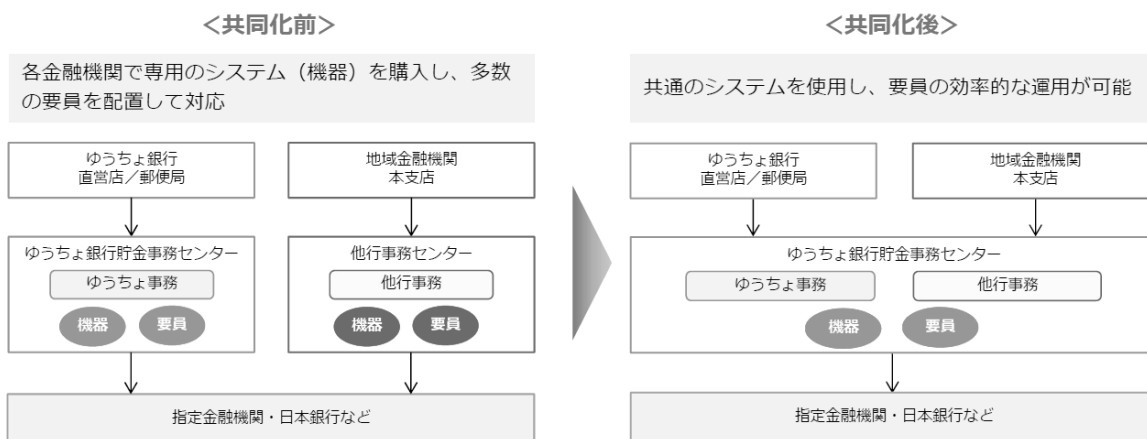 ＜共同化前＞
各金融機関で専用のシステム（機器）を購入し、多数
の要員を配置して対応
ゆうちょ銀行
直営店／郵便局
地域金融機関
本支店
ゆうちょ銀行貯金事務センター
ゆうちょ事務
機器
要員
他行事務センター
他行事務
機器
要員
指定金融機関・日本銀行など
＜共同化後＞
共通のシステムを使用し、要員の効率的な運用が可能
ゆうちょ銀行
直営店／郵便局
地域金融機関
本支店
ゆうちょ銀行貯金事務センター
ゆうちょ事務
他行事務
機器
要員
指定金融機関・日本銀行など